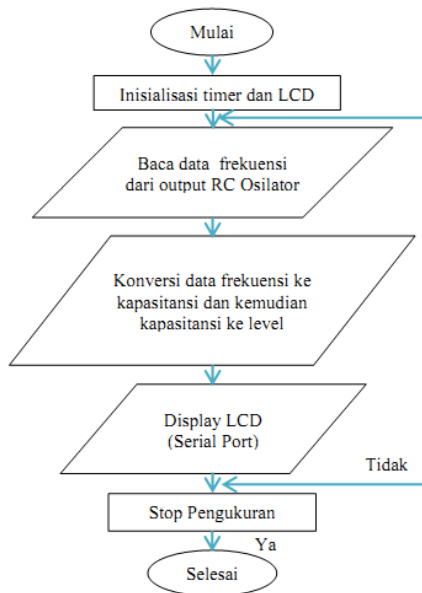 Mulai
Inisialisasi timer dan LCD
Baca data frekuensi
dari output RC Osilator
Konversi data frekuensi ke
kapasitansi dan kemudian
kapasitansi ke level
Display LCD
(Serial Port)
Tidak
Stop Pengukuran
Ya
Selesai